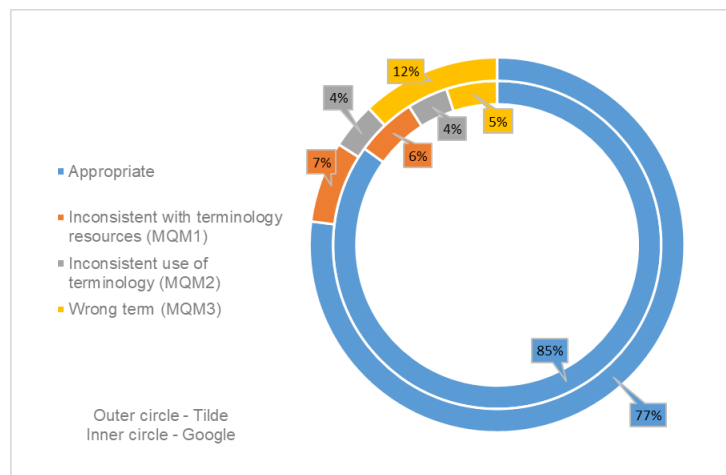 12%
4%
5%
4%
7%
6%
Appropriate
Inconsistent with terminology
resources (MQM1)
Inconsistent use of
terminology (MQM2)
Wrong term (MQM3)
85%
77%
Outer circle - Tilde
Inner circle - Google